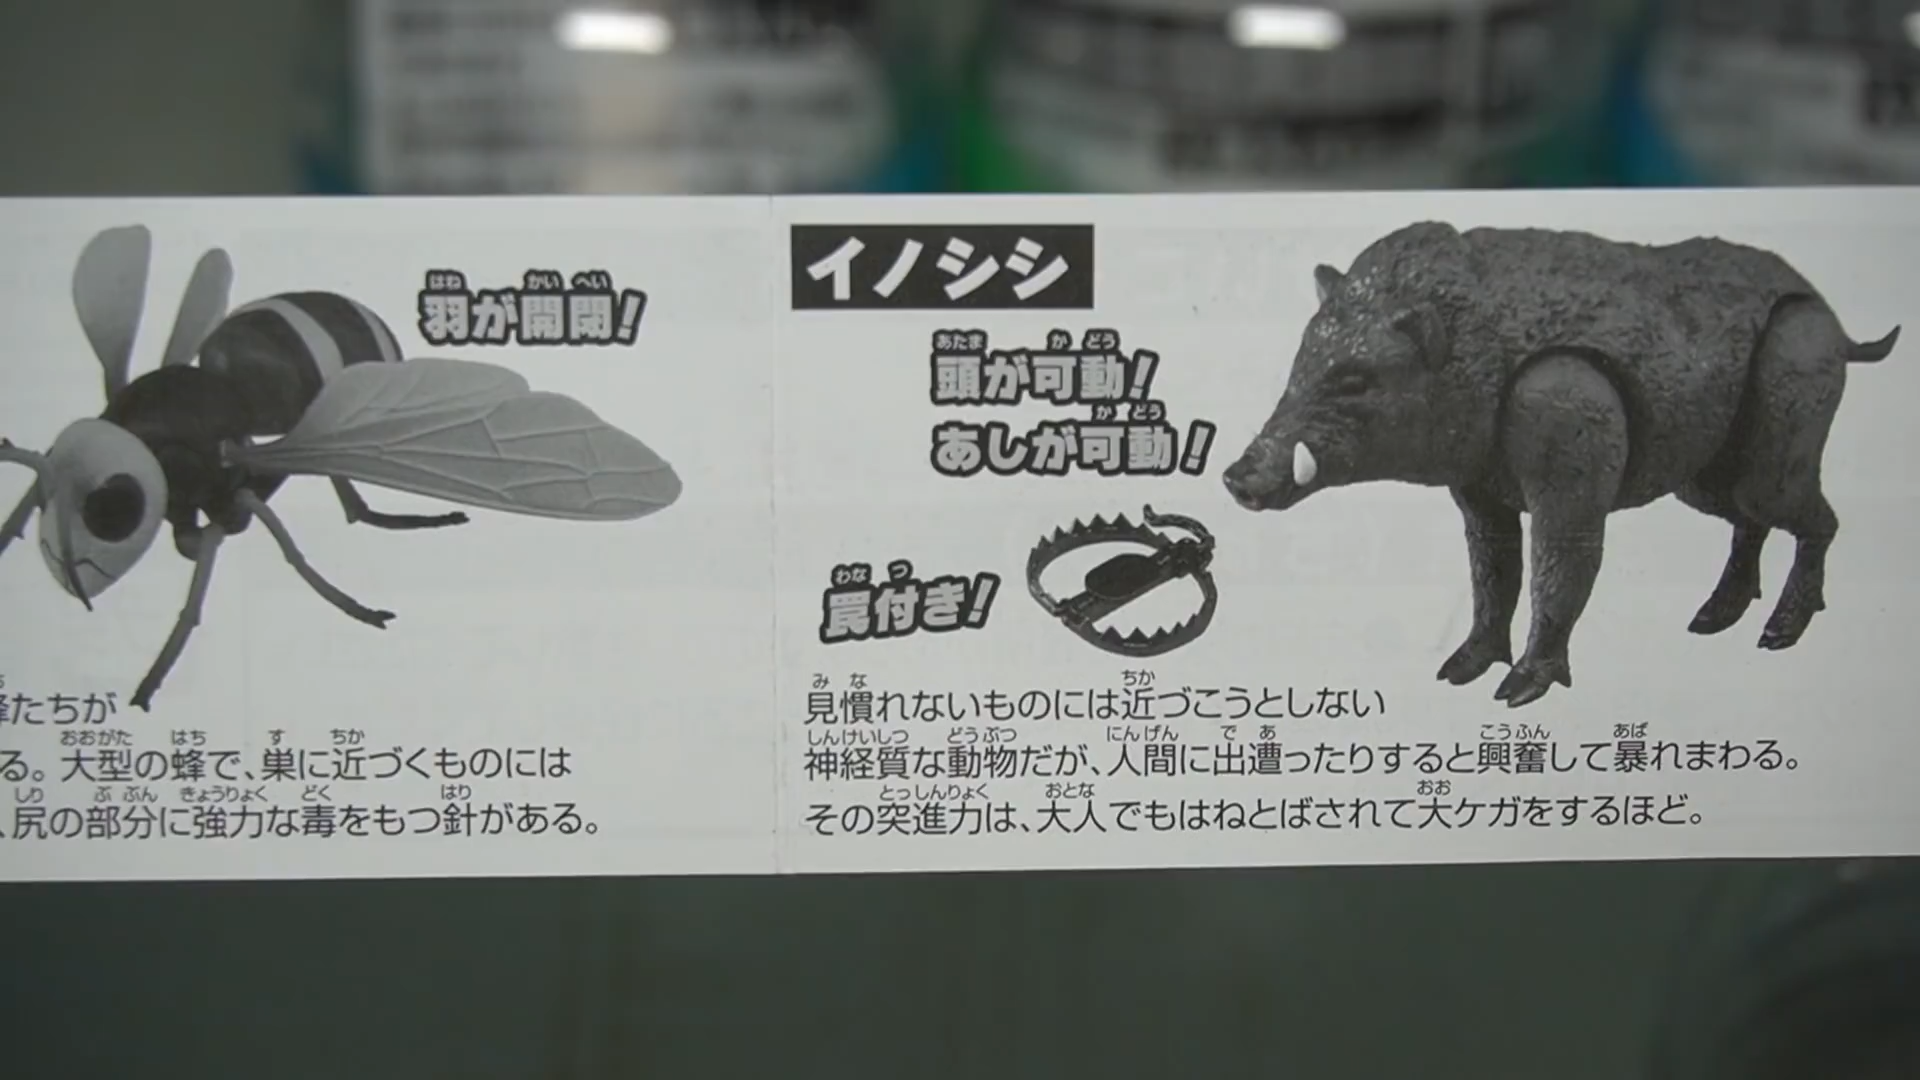 羽が開閉!
たちが
る。大型の蜂で、巣に近づくものには
、尻の部分に強力な毒をもつ針がある。
イノシシ
頭が可動!
あしが可動!
罠付き!
見慣れないものには近づこうとしない
神経質な動物だが、人間に出遭ったりすると興奮して暴れまわる。
その突進力は、大人でもはねとばされて大ケガをするほど。